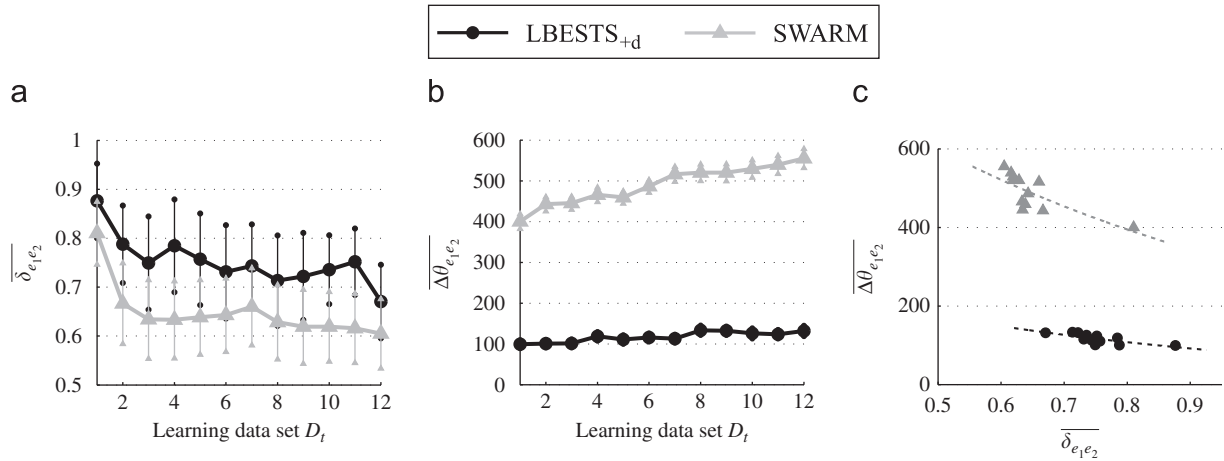 LBESTS+d SWARM
a
b
c
1
0.9
0.8
0.7
0.6
0.5
δe1e2
2 4 6 8 10 12
Learning data set Dt
600
500
400
300
200
100
0
Δθe1e2
2 4 6 8 10 12
Learning data set Dt
600
400
200
0
Δθe1e2
0.5 0.6 0.7 0.8 0.9
δe1e2